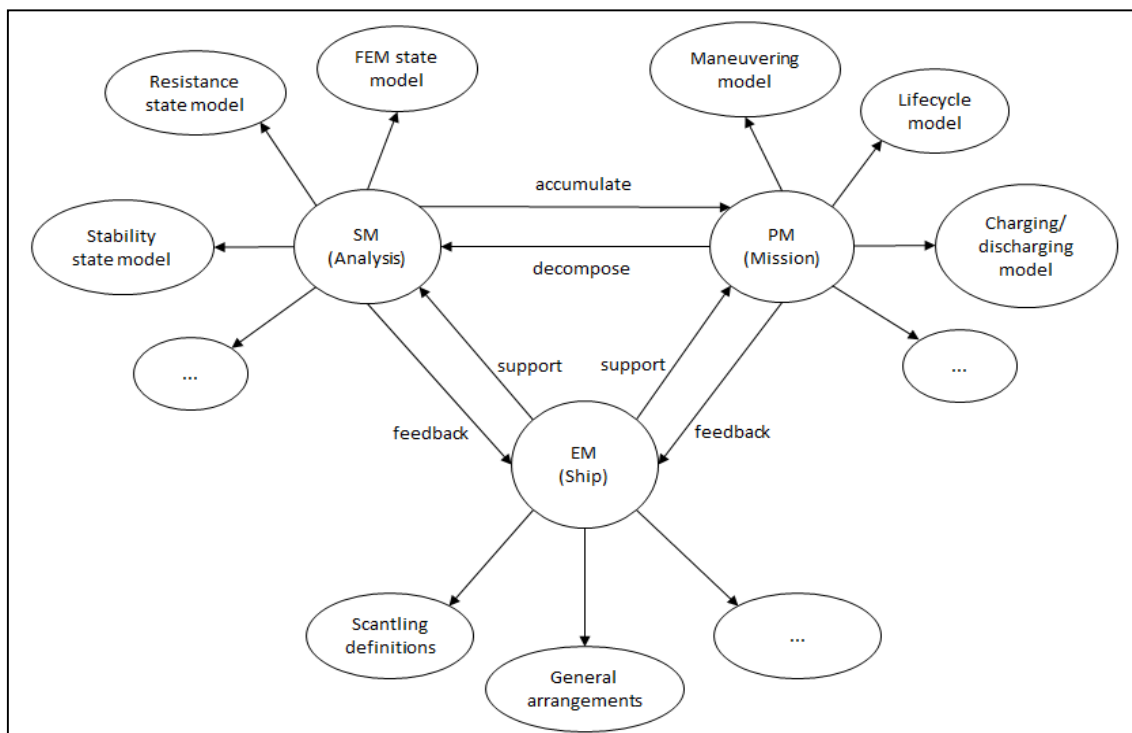 FEM state
model
Maneuvering
model
Resistance
state model
Lifecycle
model
accumulate
Stability
state model
SM
(Analysis)
PM
(Mission)
Charging/
discharging
model
decompose
...
support
support
...
feedback
feedback
EM
(Ship)
Scantling
definitions
...
General
arrangements